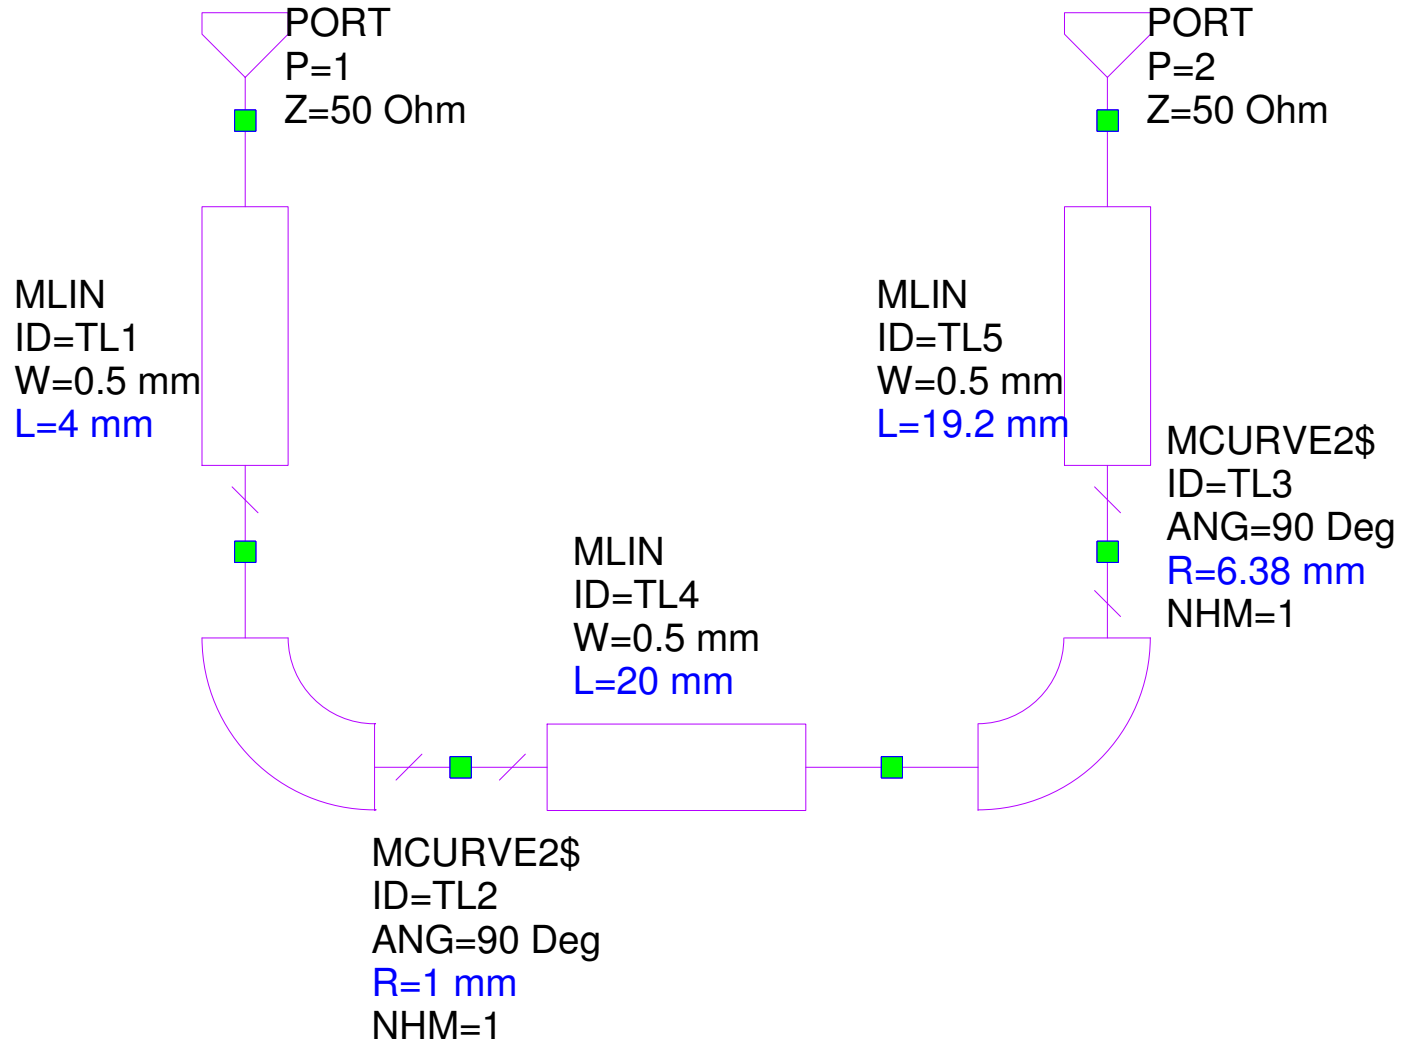 PORT
P=1
Z=50 Ohm
PORT
P=2
Z=50 Ohm
MLIN
ID=TL1
W=0.5 mm
L=4 mm
MLIN
ID=TL5
W=0.5 mm
L=19.2 mm
MCURVE2$
ID=TL3
ANG=90 Deg
R=6.38 mm
NHM=1
MLIN
ID=TL4
W=0.5 mm
L=20 mm
MCURVE2$
ID=TL2
ANG=90 Deg
R=1 mm
NHM=1